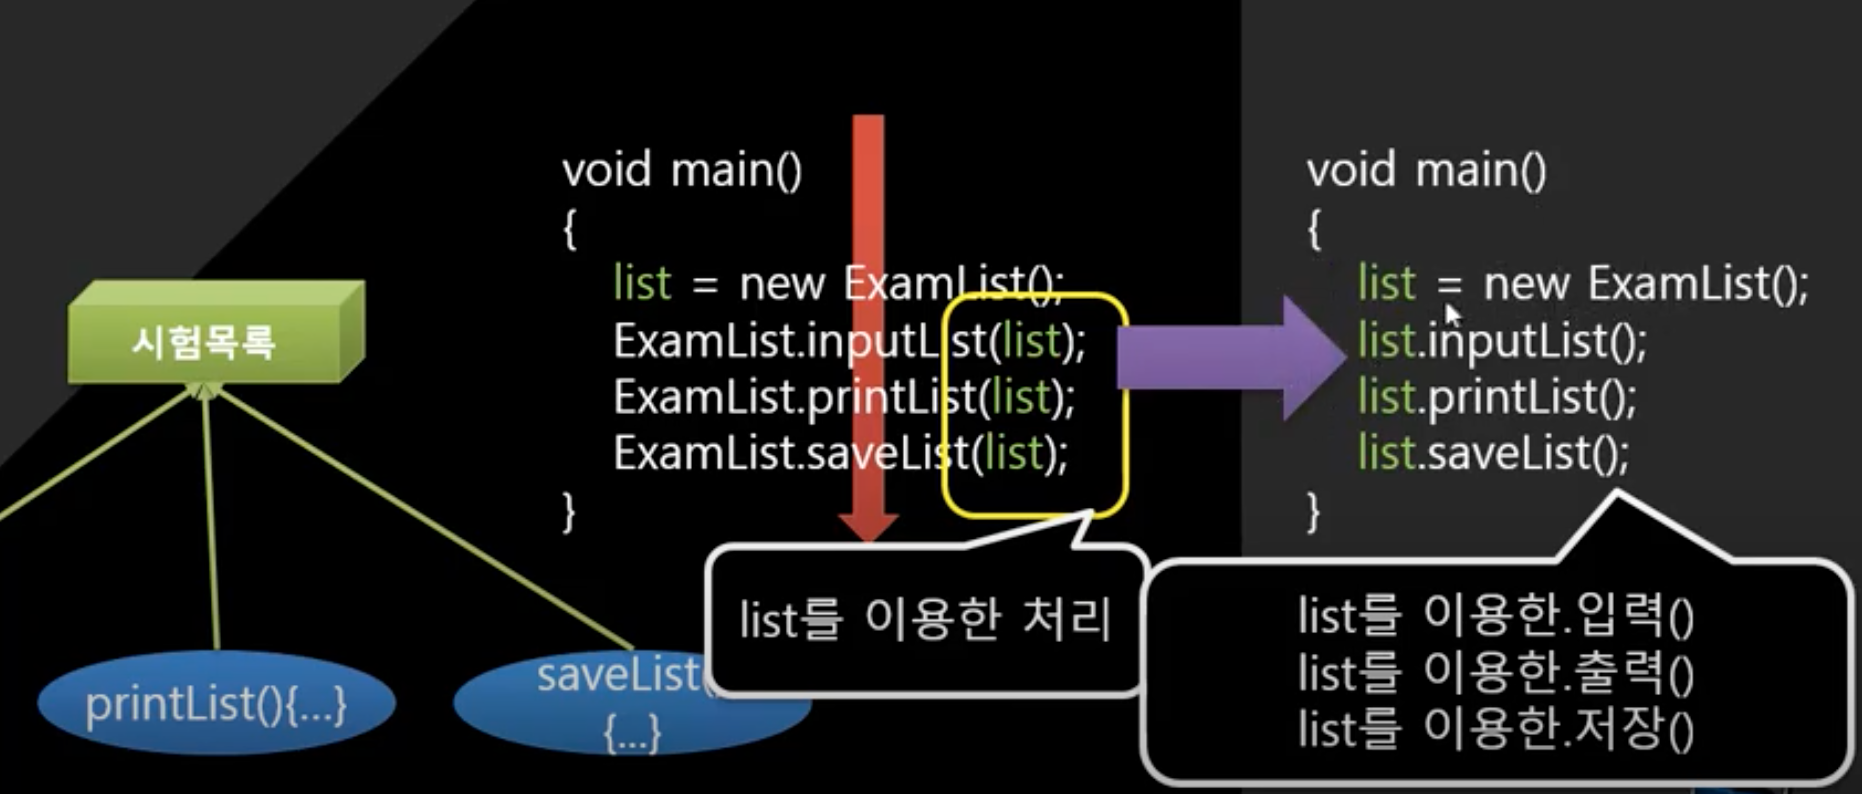 시험목록
printList(){...}
saveList(
{...}
void main()
{
list = new ExamList();
ExamList.inputList(list);
ExamList.printList(list);
ExamList.saveList(list);
}
list를 이용한 처리
void main()
{
list = new ExamList();
list.inputList();
list.printList();
list.saveList();
}
list를 이용한.입력()
list를 이용한.출력()
list를 이용한.저장()